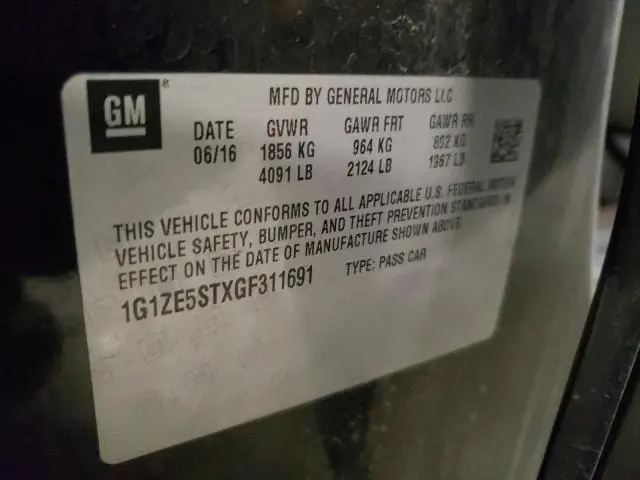 GM ®
MFD BY GENERAL MOTORS LLC
DATE GVWR GAWR FRT GAWR RR
06/16 1856 KG 964 KG 892 KG
4091 LB 2124 LB 1967 LB
THIS VEHICLE CONFORMS TO ALL APPLICABLE U.S. FEDERAL MOTOR
VEHICLE SAFETY, BUMPER, AND THEFT PREVENTION STANDARDS IN
EFFECT ON THE DATE OF MANUFACTURE SHOWN ABOVE.
1G1ZE5STXGF311691 TYPE: PASS CAR